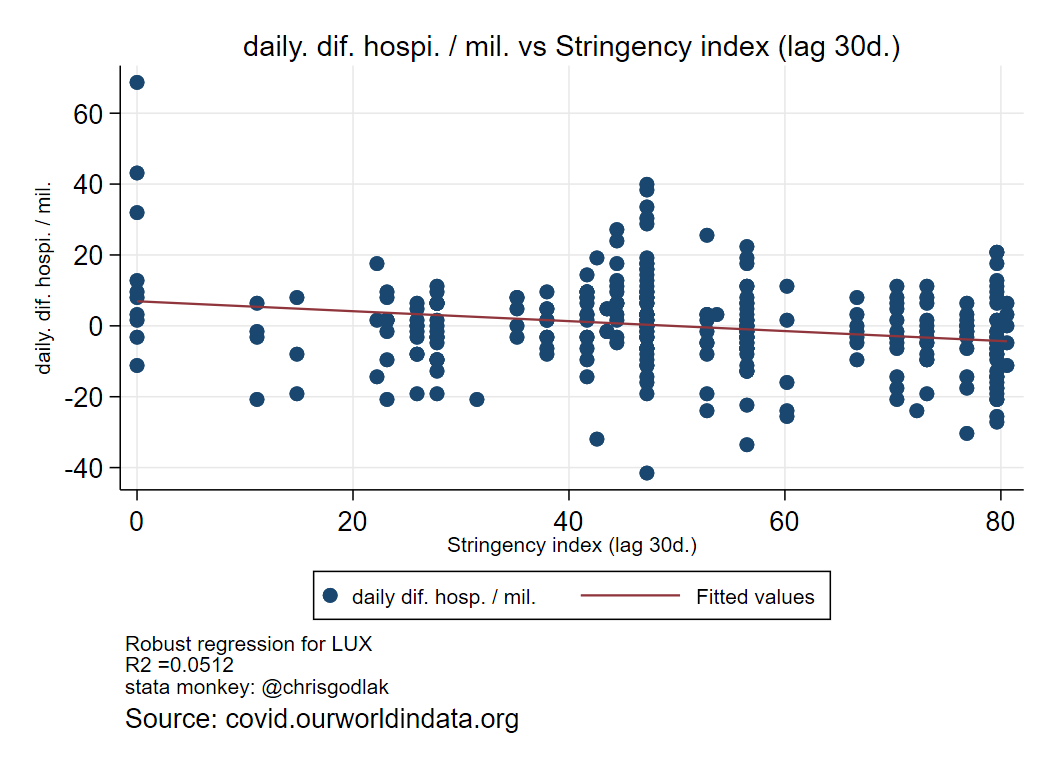 daily. dif. hospi. / mil. vs Stringency index (lag 30d.)
daily. dif. hospi. / mil.
60
40
20
0
-20
-40
0 20 40 60 80
Stringency index (lag 30d.)
daily dif. hosp. / mil. Fitted values
Robust regression for LUX
R2 =0.0512
stata monkey: @chrisgodlak
Source: covid.ourworldindata.org